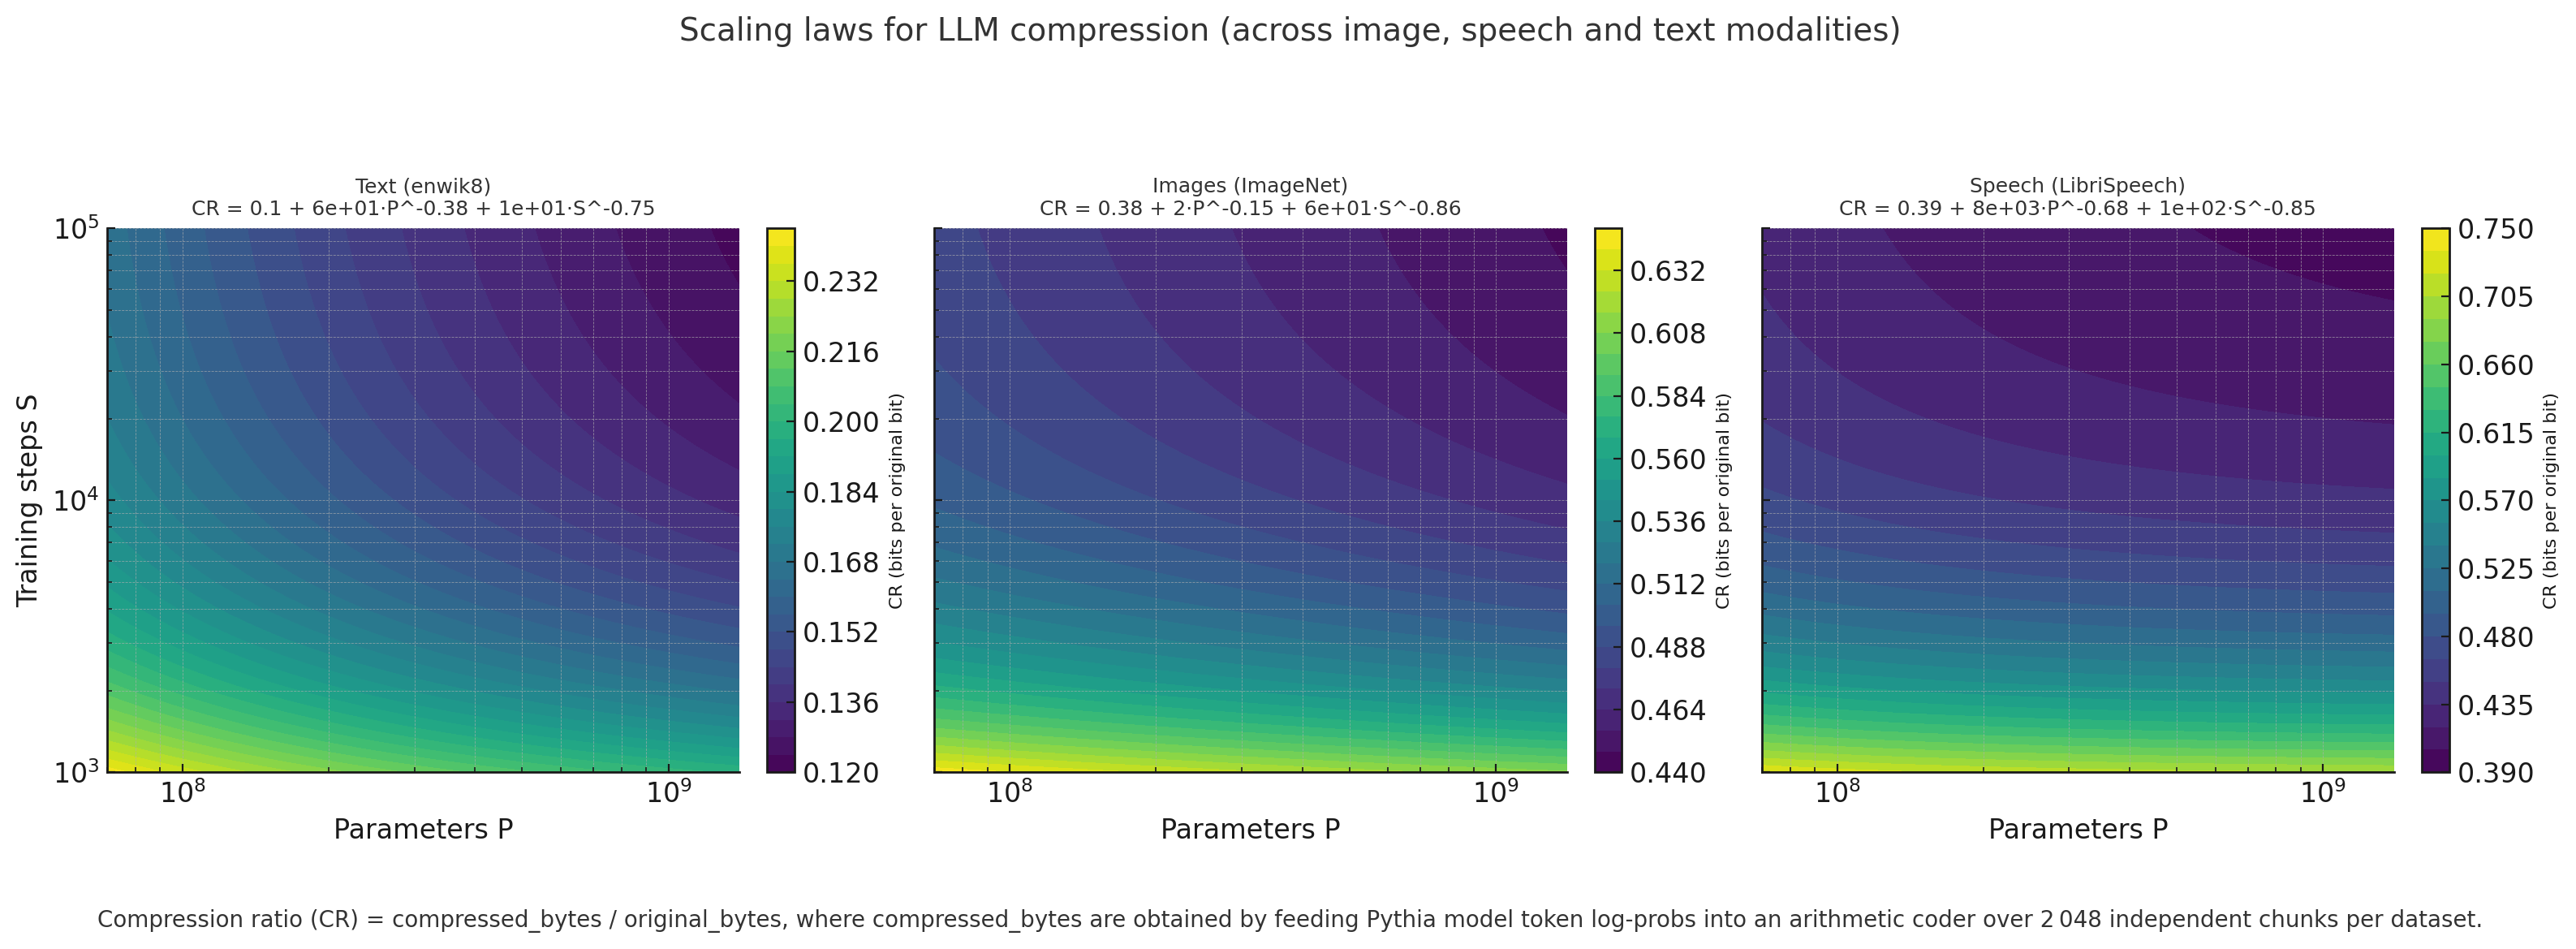 Scaling laws for LLM compression (across image, speech and text modalities)
Text (enwik8)
CR = 0.1 + 6e+01·P^-0.38 + 1e+01·S^-0.75
Training steps S
10⁵
10⁴
10³
10⁸
10⁹
Parameters P
0.232
0.216
0.200
0.184
0.168
0.152
0.136
0.120
CR (bits per original bit)
Images (ImageNet)
CR = 0.38 + 2·P^-0.15 + 6e+01·S^-0.86
10⁸
10⁹
Parameters P
0.632
0.608
0.584
0.560
0.536
0.512
0.488
0.464
0.440
CR (bits per original bit)
Speech (LibriSpeech)
CR = 0.39 + 8e+03·P^-0.68 + 1e+02·S^-0.85
10⁸
10⁹
Parameters P
0.750
0.705
0.660
0.615
0.570
0.525
0.480
0.435
0.390
CR (bits per original bit)
Compression ratio (CR) = compressed_bytes / original_bytes, where compressed_bytes are obtained by feeding Pythia model token log-probs into an arithmetic coder over 2 048 independent chunks per dataset.